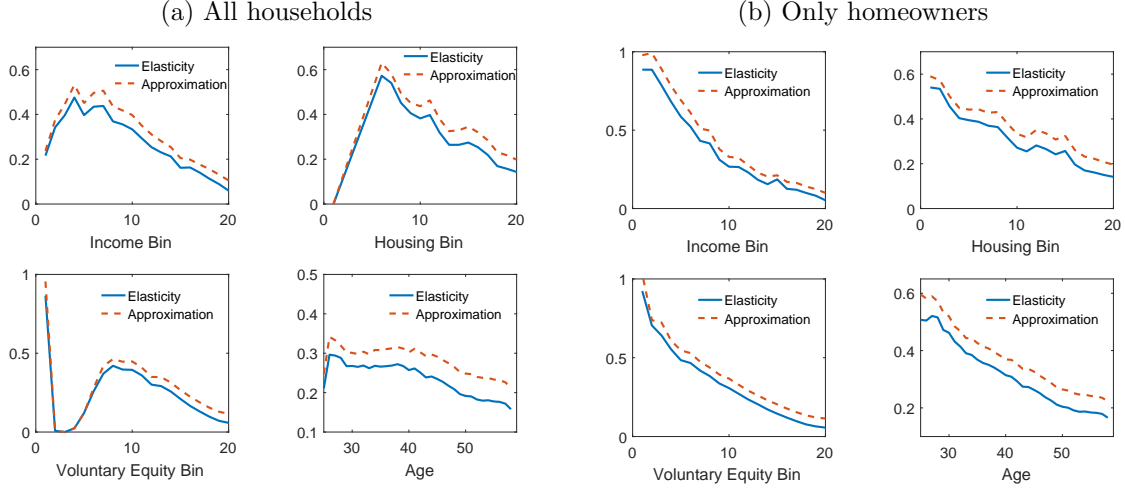 (a) All households
(b) Only homeowners
0.6
0.4
0.2
0
0
10
20
Income Bin
Elasticity
Approximation
0.6
0.4
0.2
0
0
10
20
Housing Bin
Elasticity
Approximation
1
0.5
0
0
10
20
Income Bin
Elasticity
Approximation
0.6
0.4
0.2
0
0
10
20
Housing Bin
Elasticity
Approximation
1
0.5
0
0
10
20
Voluntary Equity Bin
Elasticity
Approximation
0.5
0.4
0.3
0.2
0.1
30
40
50
Age
Elasticity
Approximation
1
0.5
0
0
10
20
Voluntary Equity Bin
Elasticity
Approximation
0.6
0.4
0.2
30
40
50
Age
Elasticity
Approximation